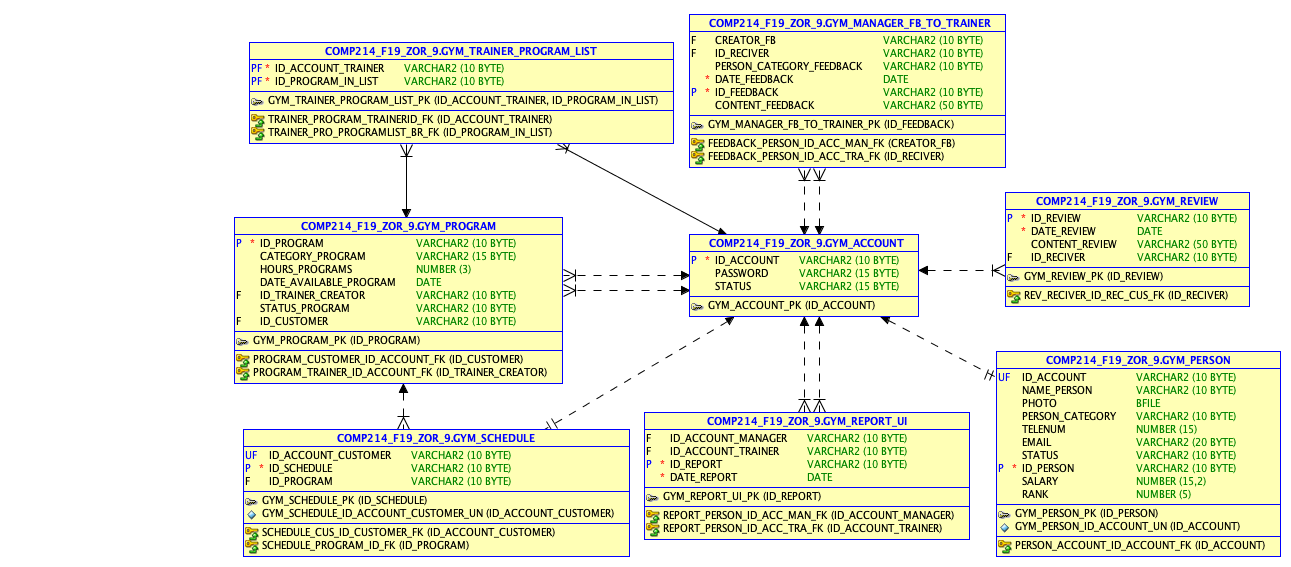 COMP214_F19_ZOR_9.GYM_TRAINER_PROGRAM_LIST
PF * ID_ACCOUNT_TRAINER VARCHAR2 (10 BYTE)
PF * ID_PROGRAM_IN_LIST VARCHAR2 (10 BYTE)
GYM_TRAINER_PROGRAM_LIST_PK (ID_ACCOUNT_TRAINER, ID_PROGRAM_IN_LIST)
TRAINER_PROGRAM_TRAINERID_FK (ID_ACCOUNT_TRAINER)
TRAINER_PRO_PROGRAMLIST_BR_FK (ID_PROGRAM_IN_LIST)
COMP214_F19_ZOR_9.GYM_MANAGER_FB_TO_TRAINER
F CREATOR_FB VARCHAR2 (10 BYTE)
F ID_RECIVER VARCHAR2 (10 BYTE)
PERSON_CATEGORY_FEEDBACK VARCHAR2 (10 BYTE)
* DATE_FEEDBACK DATE
P * ID_FEEDBACK VARCHAR2 (10 BYTE)
CONTENT_FEEDBACK VARCHAR2 (50 BYTE)
GYM_MANAGER_FB_TO_TRAINER_PK (ID_FEEDBACK)
FEEDBACK_PERSON_ID_ACC_MAN_FK (CREATOR_FB)
FEEDBACK_PERSON_ID_ACC_TRA_FK (ID_RECIVER)
COMP214_F19_ZOR_9.GYM_REVIEW
P * ID_REVIEW VARCHAR2 (10 BYTE)
* DATE_REVIEW DATE
CONTENT_REVIEW VARCHAR2 (50 BYTE)
F ID_RECIVER VARCHAR2 (10 BYTE)
GYM_REVIEW_PK (ID_REVIEW)
REV_RECIVER_ID_REC_CUS_FK (ID_RECIVER)
COMP214_F19_ZOR_9.GYM_PROGRAM
P * ID_PROGRAM VARCHAR2 (10 BYTE)
CATEGORY_PROGRAM VARCHAR2 (15 BYTE)
HOURS_PROGRAMS NUMBER (3)
DATE_AVAILABLE_PROGRAM DATE
F ID_TRAINER_CREATOR VARCHAR2 (10 BYTE)
STATUS_PROGRAM VARCHAR2 (10 BYTE)
F ID_CUSTOMER VARCHAR2 (10 BYTE)
GYM_PROGRAM_PK (ID_PROGRAM)
PROGRAM_CUSTOMER_ID_ACCOUNT_FK (ID_CUSTOMER)
PROGRAM_TRAINER_ID_ACCOUNT_FK (ID_TRAINER_CREATOR)
COMP214_F19_ZOR_9.GYM_ACCOUNT
P * ID_ACCOUNT VARCHAR2 (10 BYTE)
PASSWORD VARCHAR2 (15 BYTE)
STATUS VARCHAR2 (15 BYTE)
GYM_ACCOUNT_PK (ID_ACCOUNT)
COMP214_F19_ZOR_9.GYM_PERSON
UF ID_ACCOUNT VARCHAR2 (10 BYTE)
NAME_PERSON VARCHAR2 (10 BYTE)
PHOTO BFILE
PERSON_CATEGORY VARCHAR2 (10 BYTE)
TELENUM NUMBER (15)
EMAIL VARCHAR2 (20 BYTE)
STATUS VARCHAR2 (10 BYTE)
P * ID_PERSON VARCHAR2 (10 BYTE)
SALARY NUMBER (15,2)
RANK NUMBER (5)
GYM_PERSON_PK (ID_PERSON)
GYM_PERSON_ID_ACCOUNT_UN (ID_ACCOUNT)
PERSON_ACCOUNT_ID_ACCOUNT_FK (ID_ACCOUNT)
COMP214_F19_ZOR_9.GYM_SCHEDULE
UF ID_ACCOUNT_CUSTOMER VARCHAR2 (10 BYTE)
P * ID_SCHEDULE VARCHAR2 (10 BYTE)
F ID_PROGRAM VARCHAR2 (10 BYTE)
GYM_SCHEDULE_PK (ID_SCHEDULE)
GYM_SCHEDULE_ID_ACCOUNT_CUSTOMER_UN (ID_ACCOUNT_CUSTOMER)
SCHEDULE_CUS_ID_CUSTOMER_FK (ID_ACCOUNT_CUSTOMER)
SCHEDULE_PROGRAM_ID_FK (ID_PROGRAM)
COMP214_F19_ZOR_9.GYM_REPORT_UI
F ID_ACCOUNT_MANAGER VARCHAR2 (10 BYTE)
F ID_ACCOUNT_TRAINER VARCHAR2 (10 BYTE)
P * ID_REPORT VARCHAR2 (10 BYTE)
* DATE_REPORT DATE
GYM_REPORT_UI_PK (ID_REPORT)
REPORT_PERSON_ID_ACC_MAN_FK (ID_ACCOUNT_MANAGER)
REPORT_PERSON_ID_ACC_TRA_FK (ID_ACCOUNT_TRAINER)